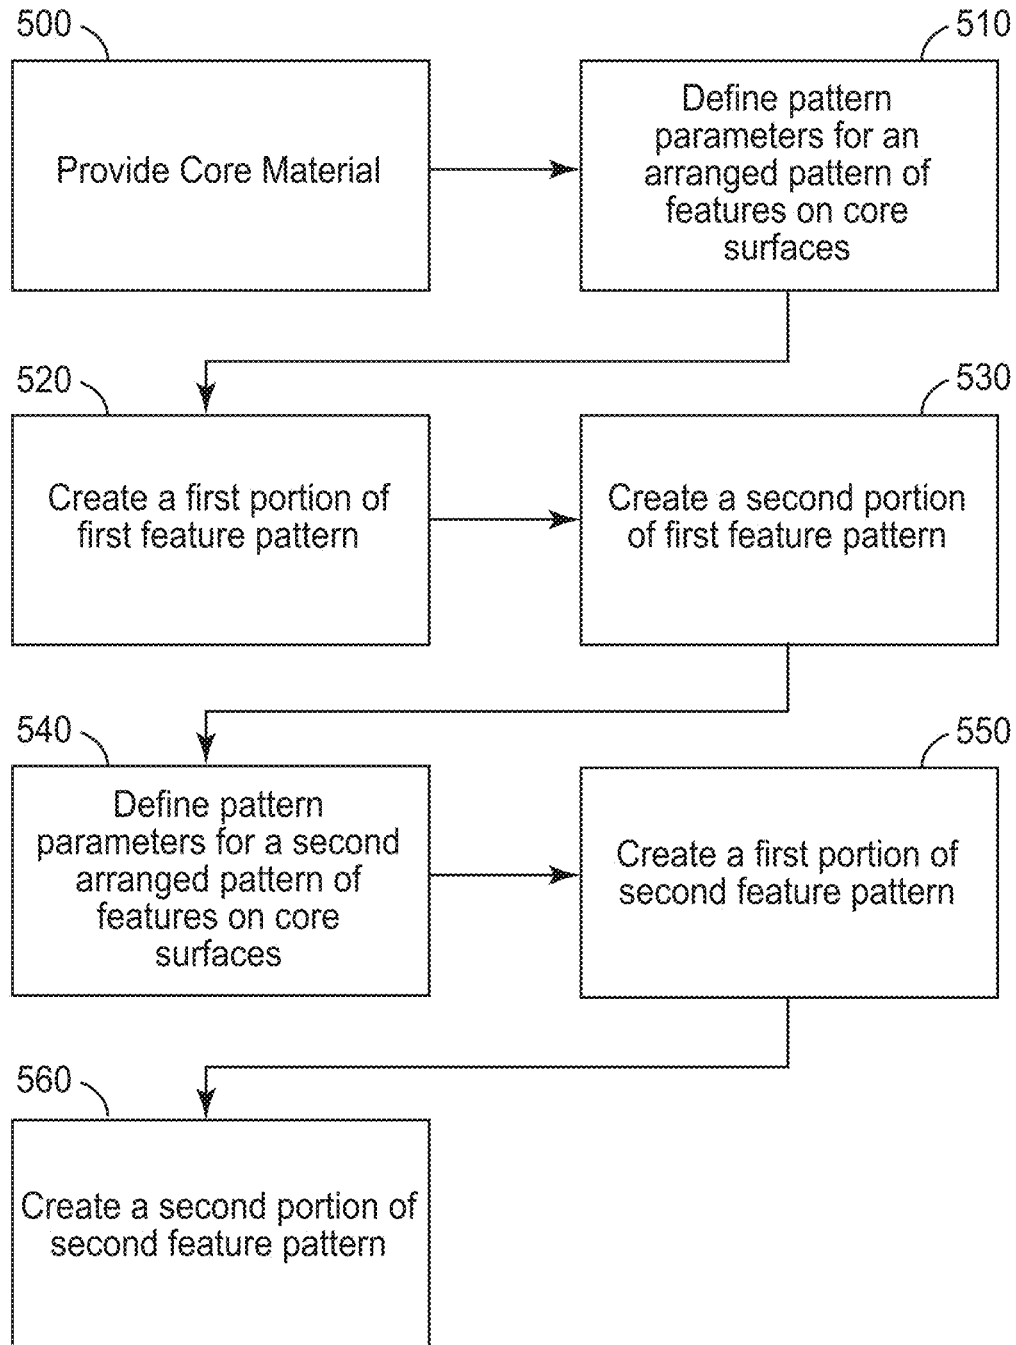 500
Provide Core Material
510
Define pattern
parameters for an
arranged pattern of
features on core
surfaces
520
Create a first portion of
first feature pattern
530
Create a second portion
of first feature pattern
540
Define pattern
parameters for a second
arranged pattern of
features on core
surfaces
550
Create a first portion of
second feature pattern
560
Create a second portion of
second feature pattern